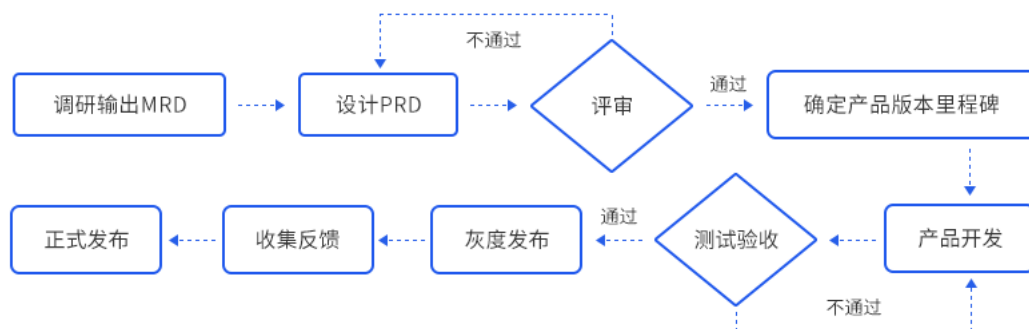 不通过
调研输出MRD
设计PRD
评审
通过
确定产品版本里程碑
正式发布
收集反馈
灰度发布
通过
测试验收
产品开发
不通过